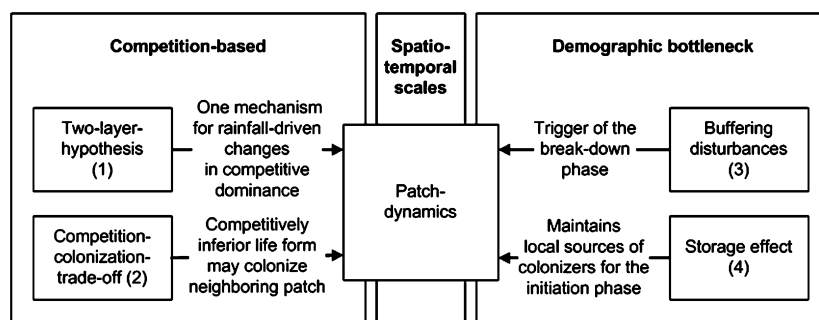 Competition-based
Spatio-
temporal
scales
Demographic bottleneck
Two-layer-
hypothesis
(1)
One mechanism
for rainfall-driven
changes
in competitive
dominance
Patch-
dynamics
Trigger of the
break-down
phase
Buffering
disturbances
(3)
Competition-
colonization-
trade-off (2)
Competitively
inferior life form
may colonize
neighboring patch
Maintains
local sources of
colonizers for the
initiation phase
Storage effect
(4)